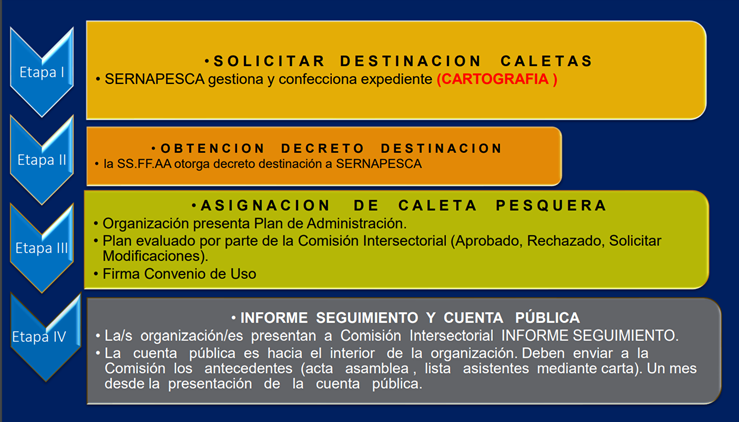 Etapa I
• SOLICITAR DESTINACION CALETAS
• SERNAPESCA gestiona y confecciona expediente (CARTOGRAFIA )
Etapa II
• OBTENCION DECRETO DESTINACION
• la SS.FF.AA otorga decreto destinación a SERNAPESCA
Etapa III
• ASIGNACION DE CALETA PESQUERA
• Organización presenta Plan de Administración.
• Plan evaluado por parte de la Comisión Intersectorial (Aprobado, Rechazado, Solicitar
Modificaciones).
• Firma Convenio de Uso
Etapa IV
• INFORME SEGUIMIENTO Y CUENTA PÚBLICA
• La/s organización/es presentan a Comisión Intersectorial INFORME SEGUIMIENTO.
• La cuenta pública es hacia el interior de la organización. Deben enviar a la
Comisión los antecedentes (acta asamblea , lista asistentes mediante carta). Un mes
desde la presentación de la cuenta pública.